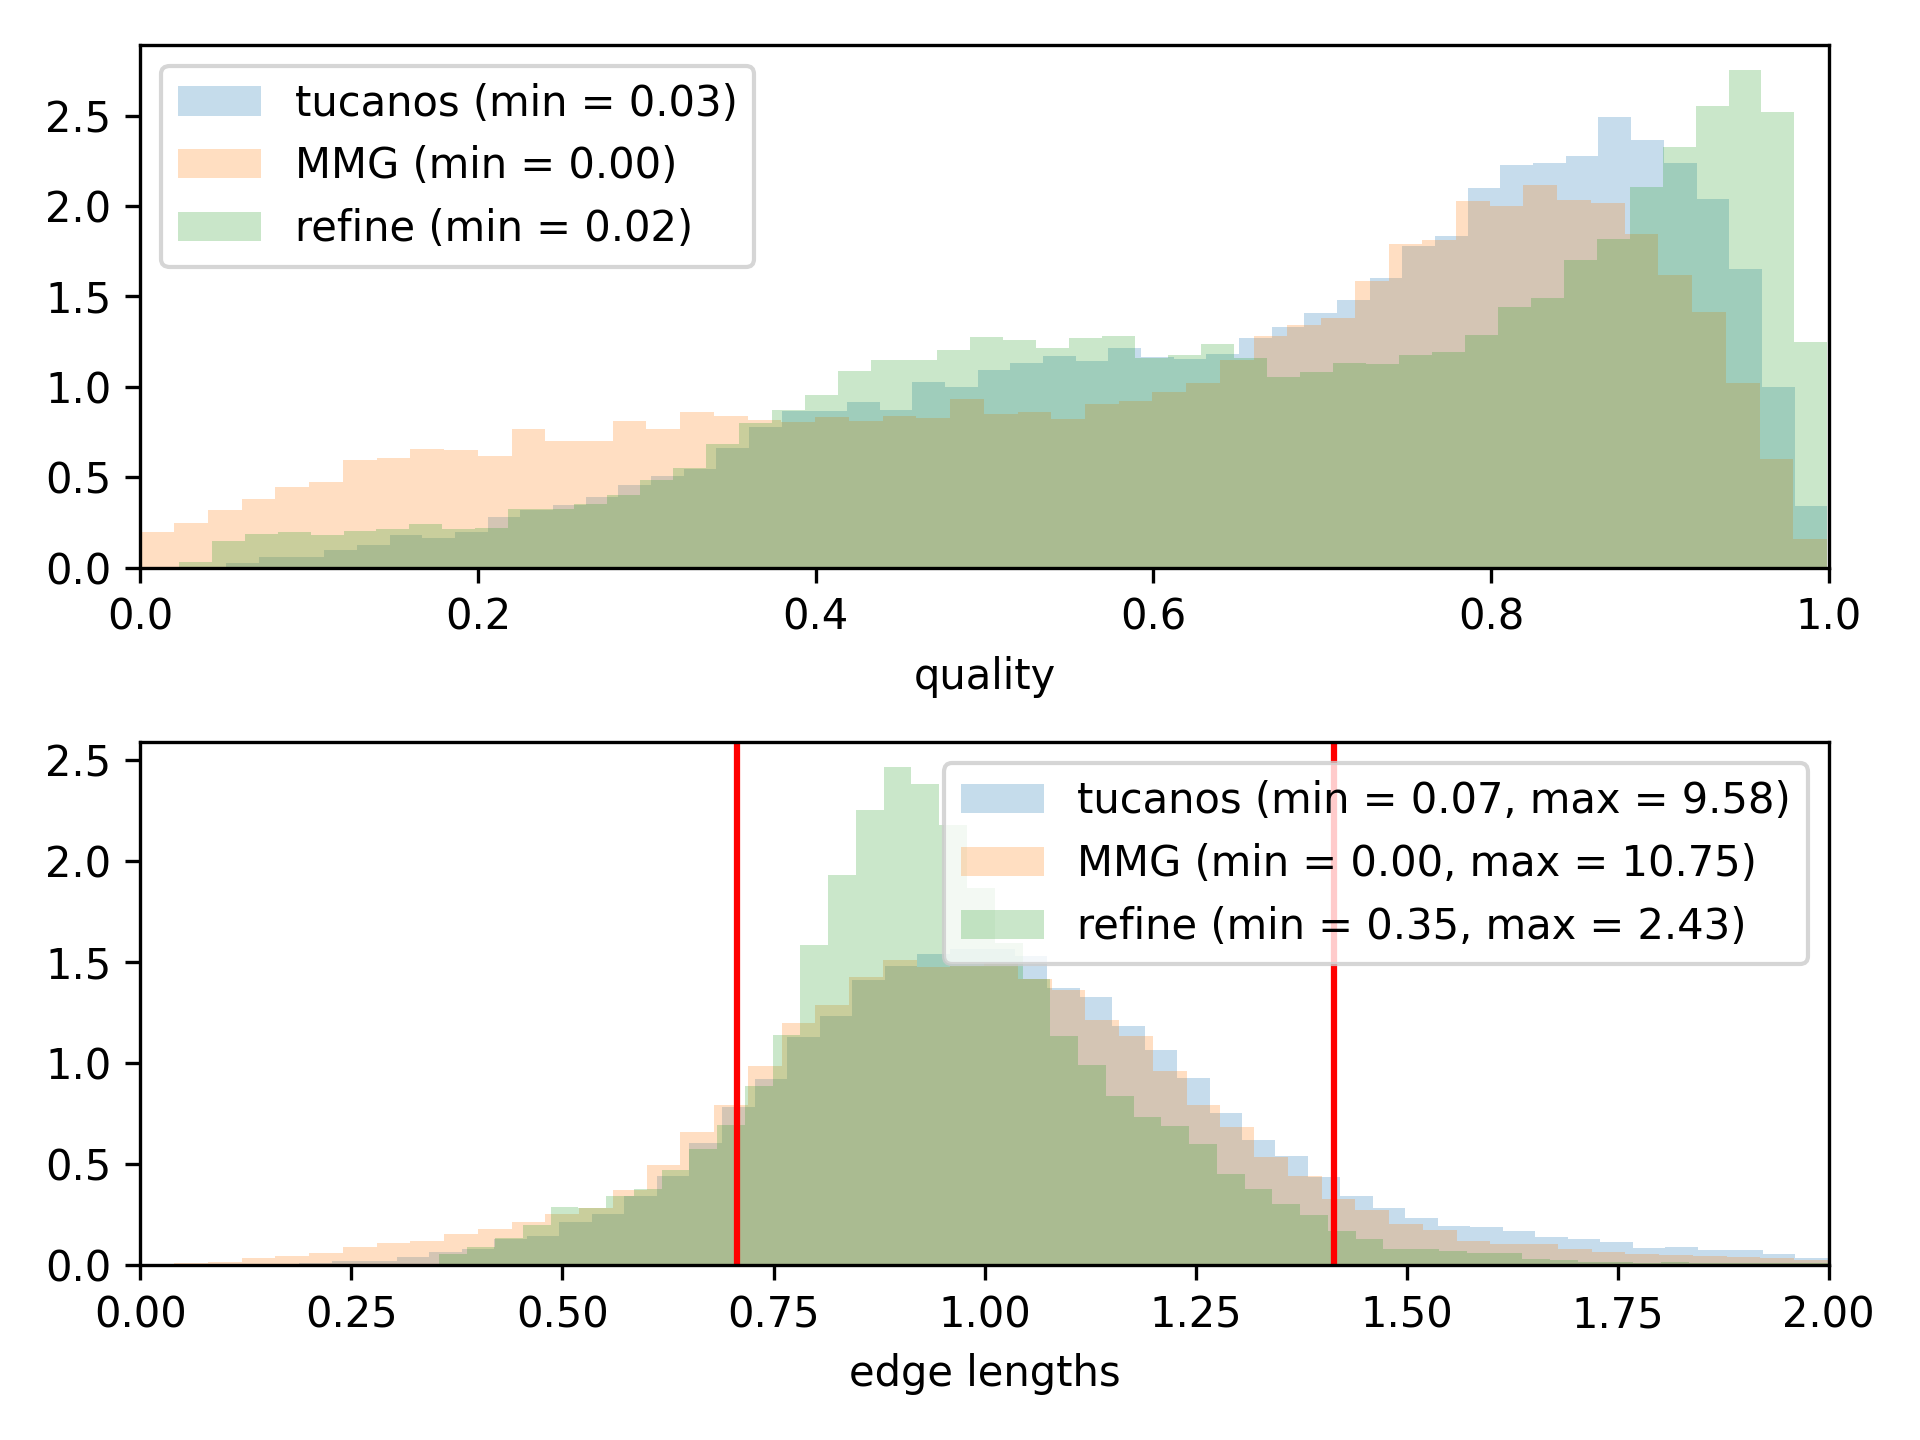 tucanos (min = 0.03)
MMG (min = 0.00)
refine (min = 0.02)
2.5
2.0
1.5
1.0
0.5
0.0
0.0 0.2 0.4 0.6 0.8 1.0
quality
tucanos (min = 0.07, max = 9.58)
MMG (min = 0.00, max = 10.75)
refine (min = 0.35, max = 2.43)
2.5
2.0
1.5
1.0
0.5
0.0
0.00 0.25 0.50 0.75 1.00 1.25 1.50 1.75 2.00
edge lengths